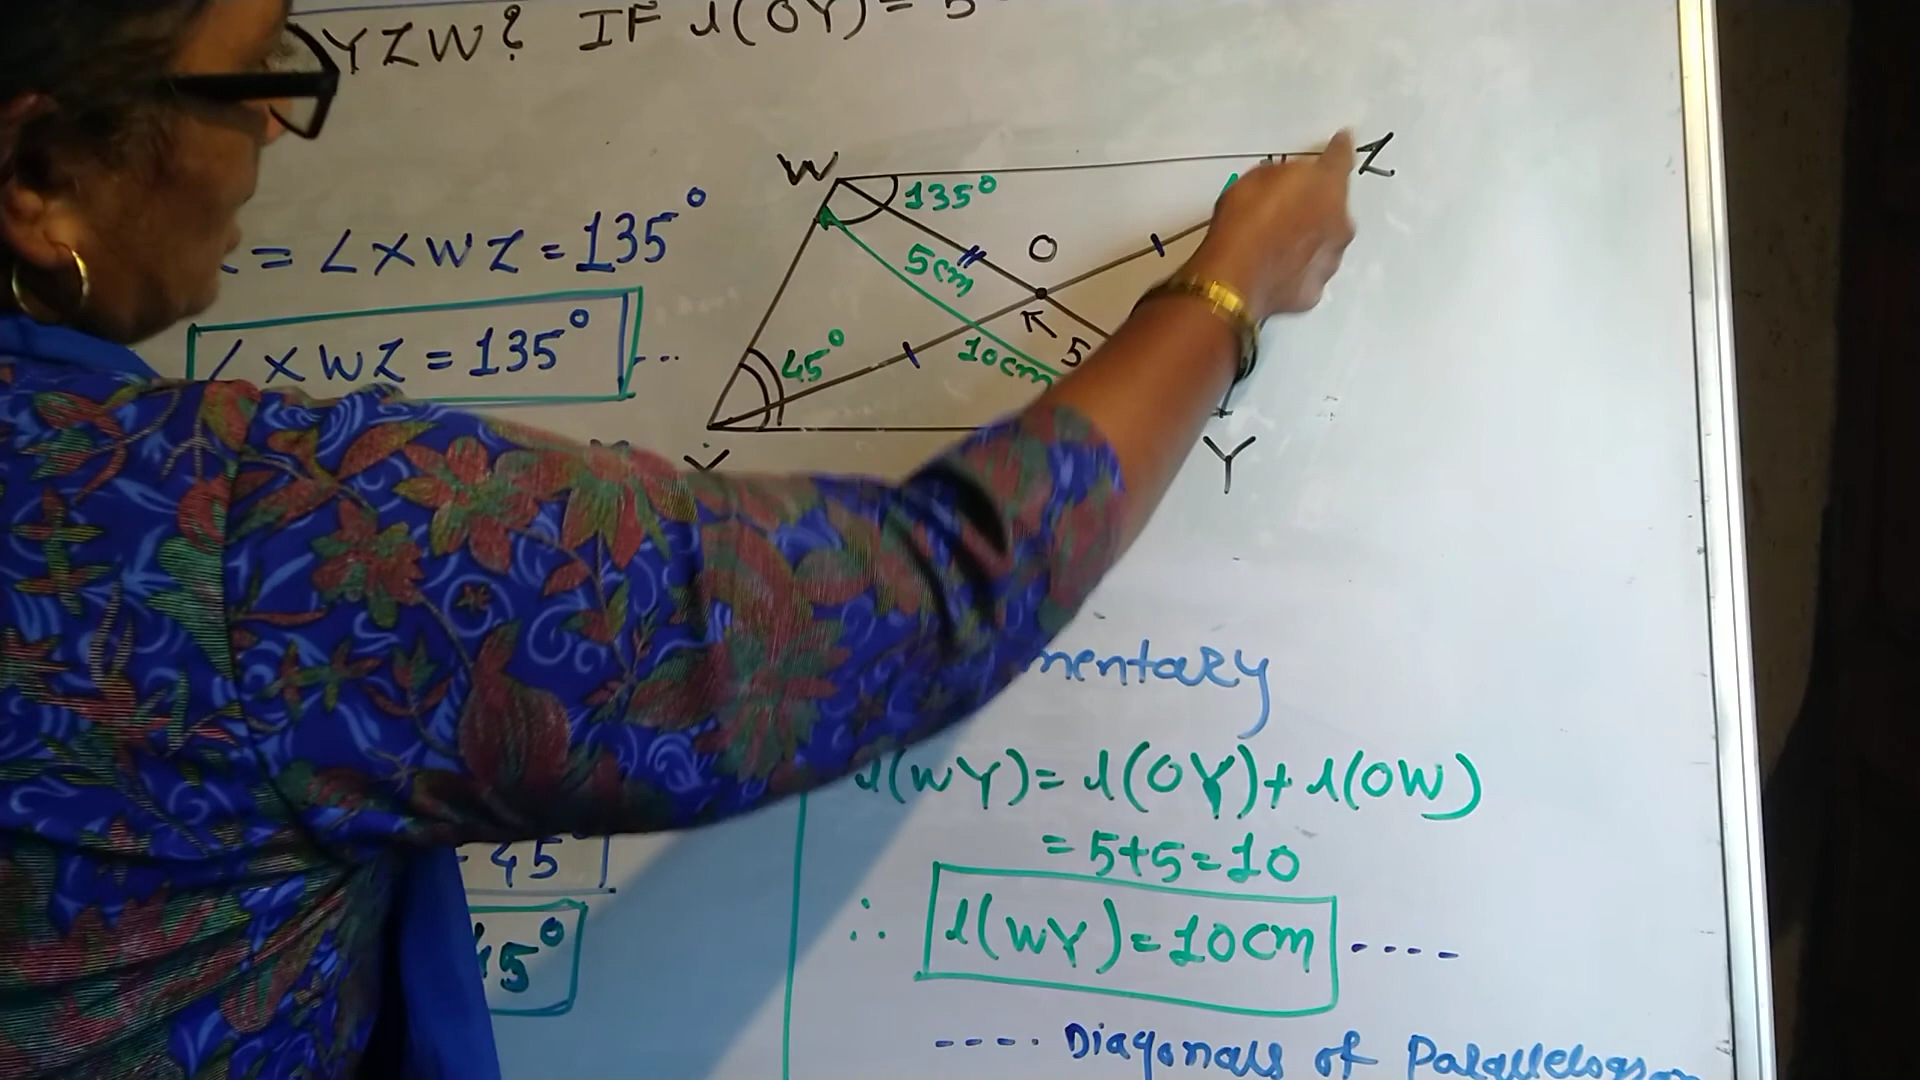 YZW? IF l(OY)= 5
W
Z
135°
= ∠XWZ = 135°
O
5cm
∠XWZ = 135° ...
45°
10cm
5
Y
mentary
l(WY)= l(OY)+ l(OW)
= 5+5=10
= 45°
∴ l(WY)=10cm ----
45°
---- Diagonals of Parallelogram